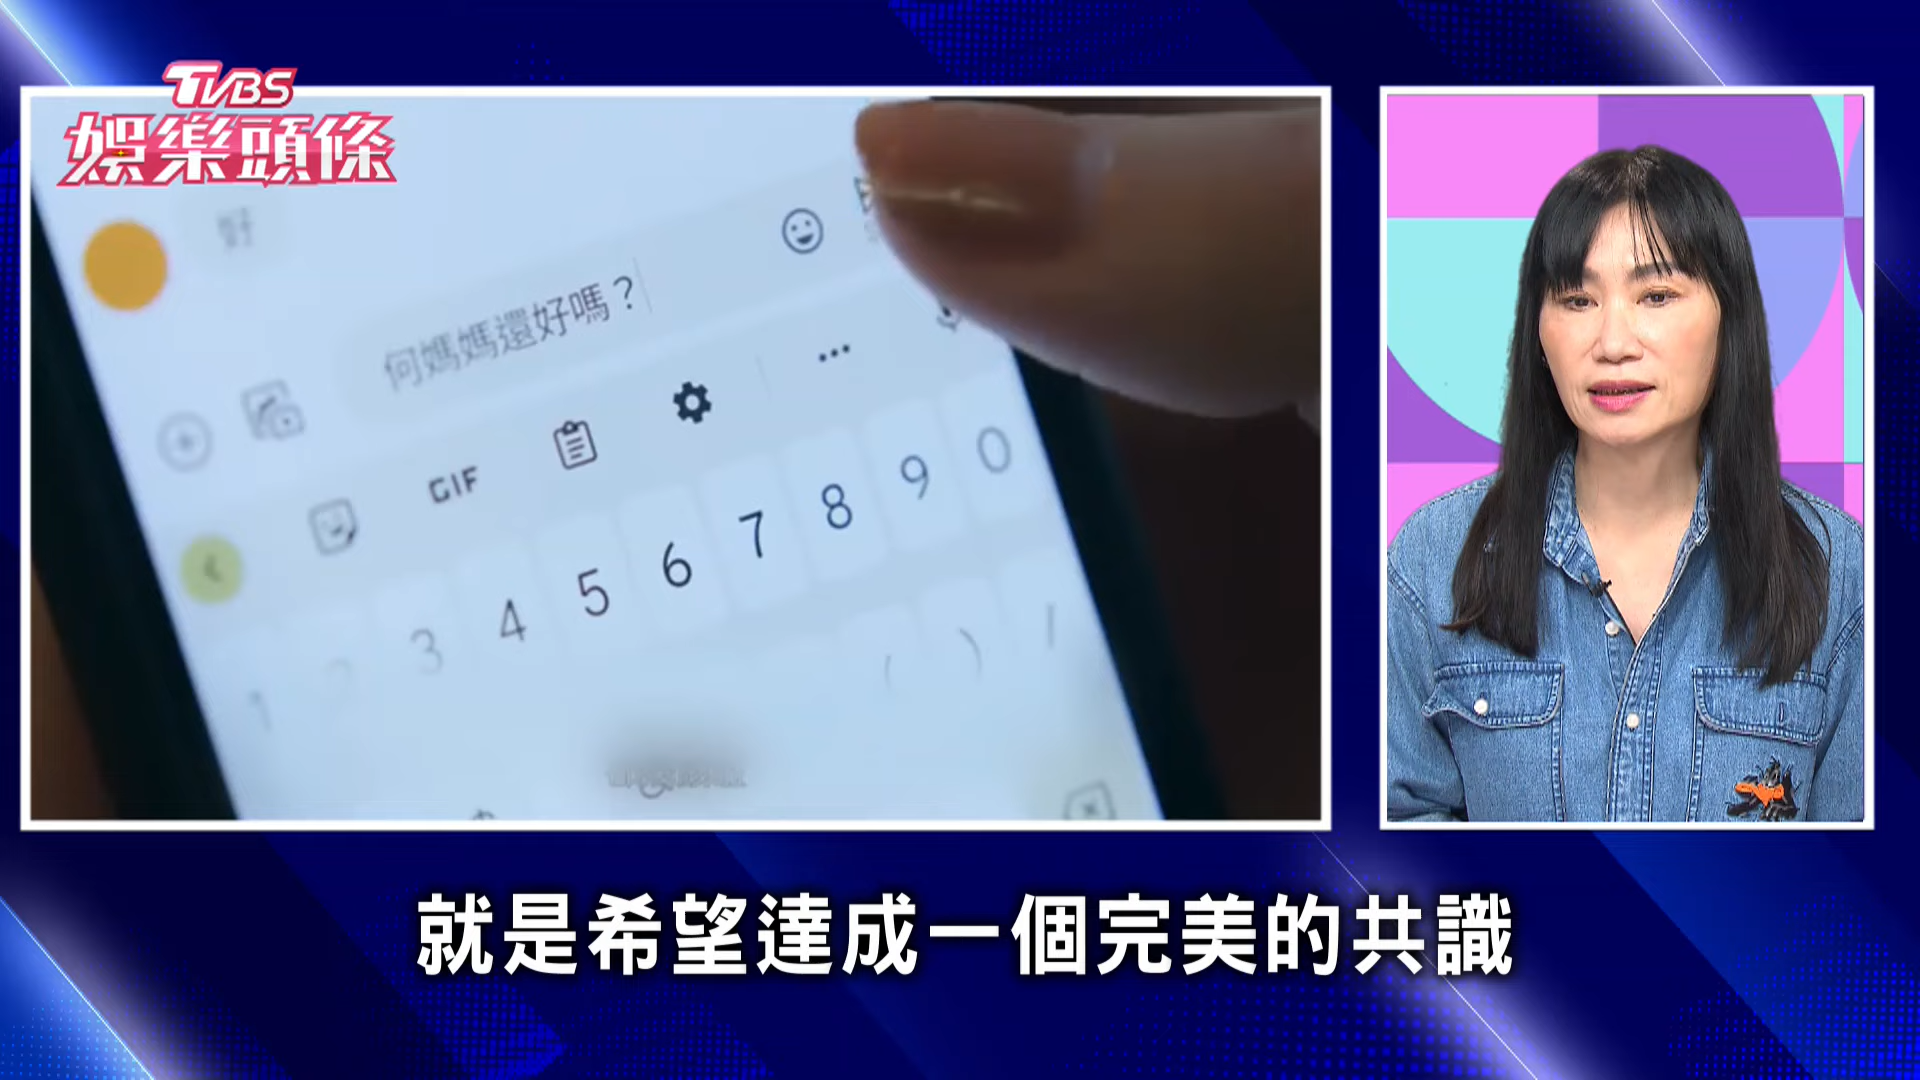 TVBS
娛樂頭條
好
何媽媽還好嗎？
GIF
1 2 3 4 5 6 7 8 9 0
( ) /
就是希望達成一個完美的共識